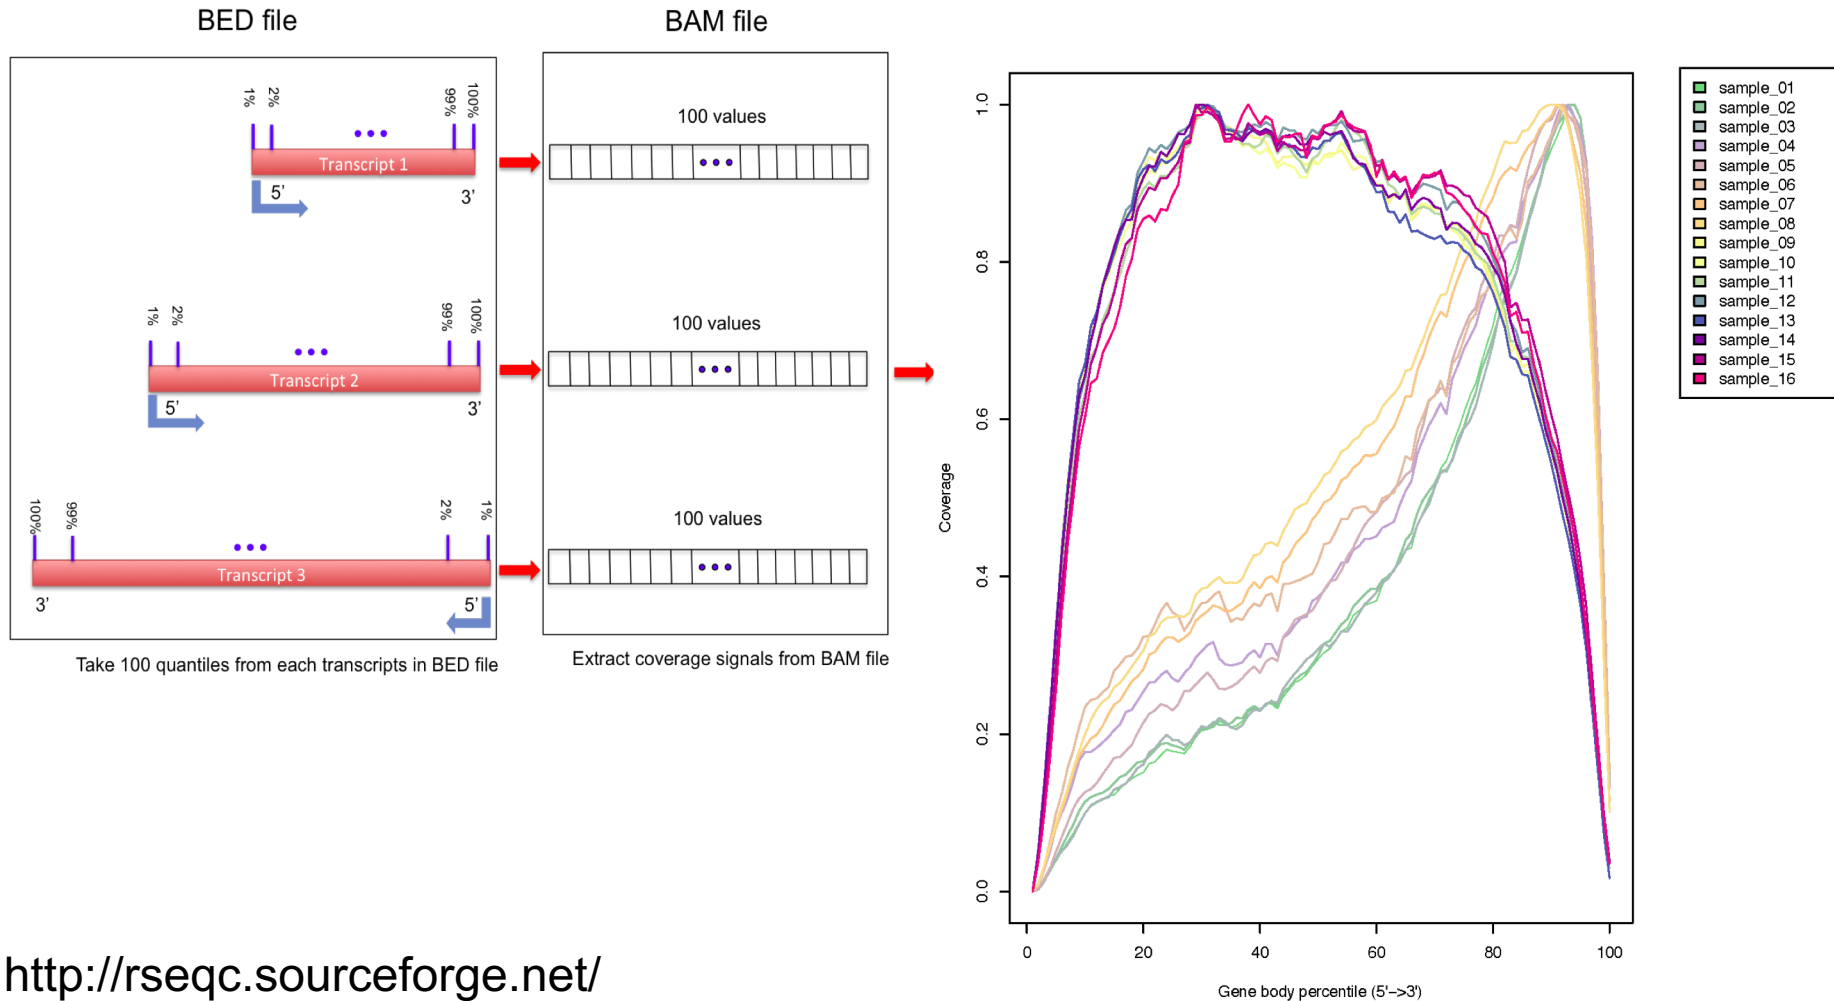 BED file
BAM file
1%
2%
99%
100%
Transcript 1
5’
3’
100 values
1%
2%
99%
100%
Transcript 2
5’
3’
100 values
100%
99%
2%
1%
Transcript 3
3’
5’
100 values
Take 100 quantiles from each transcripts in BED file
Extract coverage signals from BAM file
Coverage
1.0
0.8
0.6
0.4
0.2
0.0
0
20
40
60
80
100
Gene body percentile (5'->3')
sample_01
sample_02
sample_03
sample_04
sample_05
sample_06
sample_07
sample_08
sample_09
sample_10
sample_11
sample_12
sample_13
sample_14
sample_15
sample_16
http://rseqc.sourceforge.net/